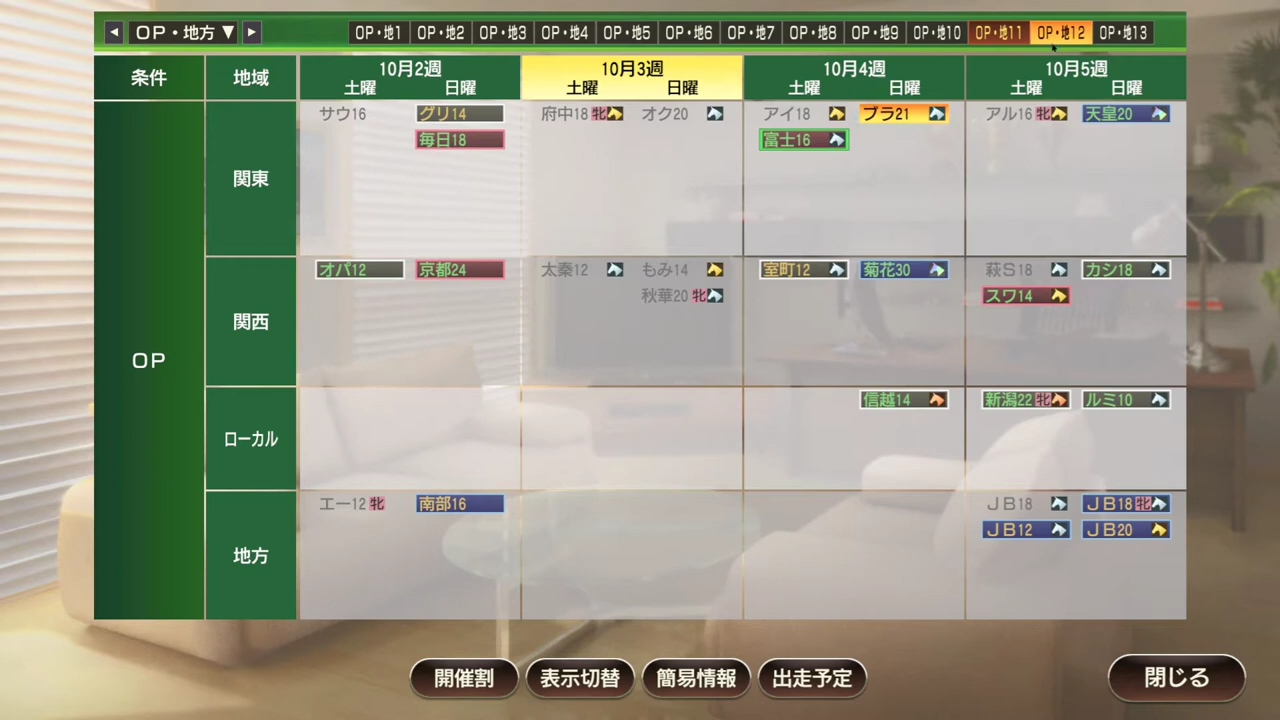 ◀ OP・地方▼ ▶ OP・地1 OP・地2 OP・地3 OP・地4 OP・地5 OP・地6 OP・地7 OP・地8 OP・地9 OP・地10 OP・地11 OP・地12 OP・地13
条件 地域 10月2週 10月3週 10月4週 10月5週
土曜 日曜 土曜 日曜 土曜 日曜 土曜 日曜
サウ16 グリ14 府中18牝 オク20 アイ18 ブラ21 アル16牝 天皇20
毎日18 富士16
関東
オパ12 京都24 太秦12 もみ14 室町12 菊花30 萩S18 カシ18
秋華20牝 スワ14
関西
OP
信越14 新潟22牝 ルミ10
ローカル
エー12牝 南部16 JB18 JB18牝
JB12 JB20
地方
開催割 表示切替 簡易情報 出走予定 閉じる